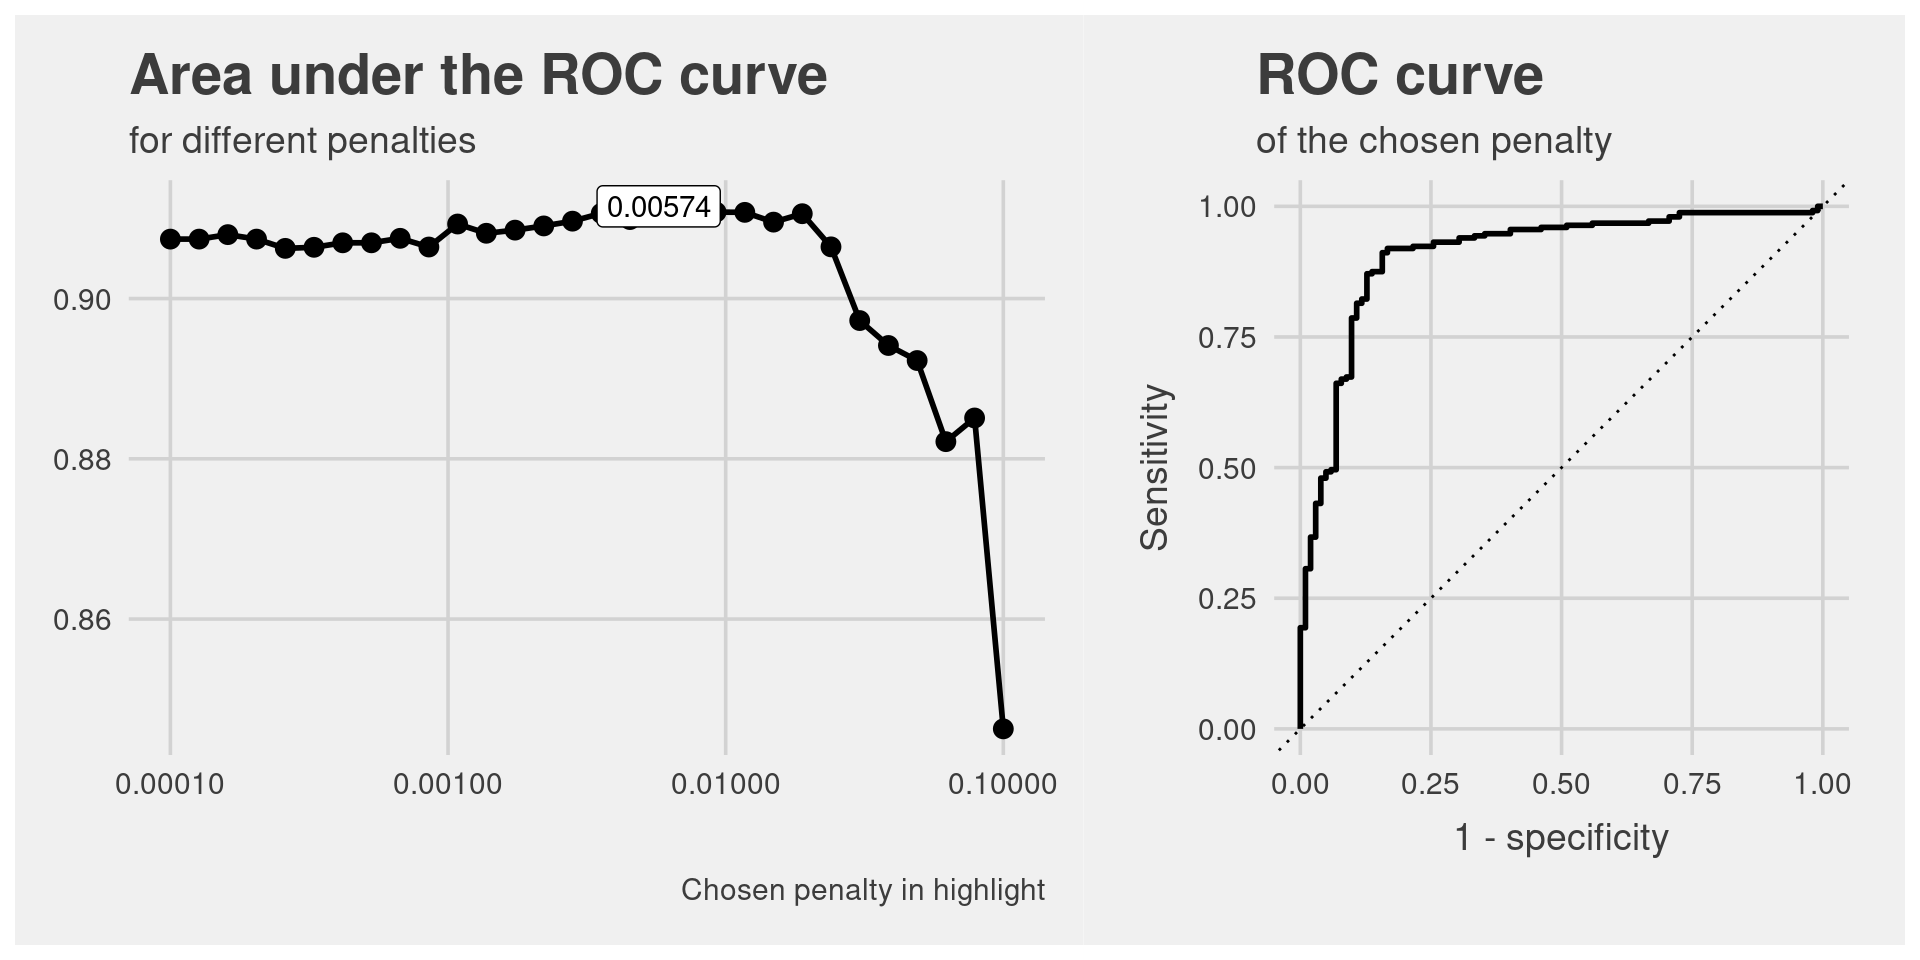 Area under the ROC curve
for different penalties
0.00574
0.90
0.88
0.86
0.00010 0.00100 0.01000 0.10000
Chosen penalty in highlight
ROC curve
of the chosen penalty
1.00
0.75
0.50
0.25
0.00
Sensitivity
0.00 0.25 0.50 0.75 1.00
1 - specificity